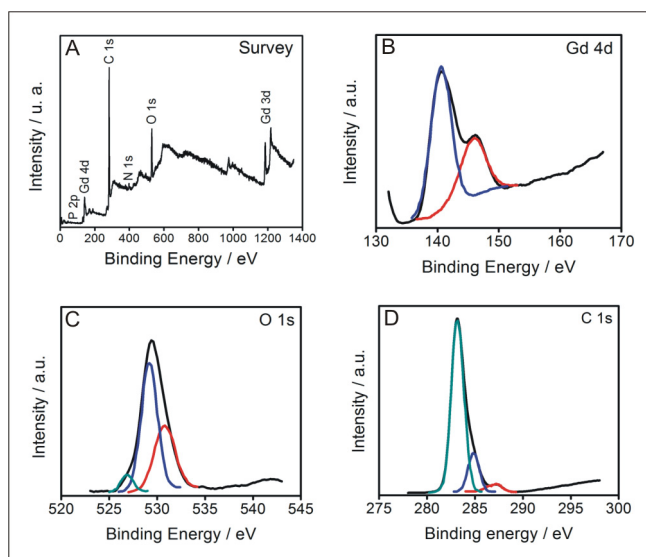 A
Survey
Intensity / u. a.
P 2p
Gd 4d
C 1s
N 1s
O 1s
Gd 3d
0 200 400 600 800 1000 1200 1400
Binding Energy / eV
B
Gd 4d
Intensity / a.u.
130 140 150 160 170
Binding Energy / eV
C
O 1s
Intensity / a.u.
520 525 530 535 540 545
Binding Energy / eV
D
C 1s
Intensity / a.u.
275 280 285 290 295 300
Binding energy / eV